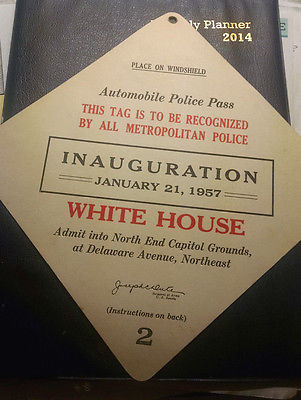 ly Planner
2014
PLACE ON WINDSHIELD
Automobile Police Pass
THIS TAG IS TO BE RECOGNIZED
BY ALL METROPOLITAN POLICE
INAUGURATION
JANUARY 21, 1957
WHITE HOUSE
Admit into North End Capitol Grounds,
at Delaware Avenue, Northeast
(Instructions on back)
2